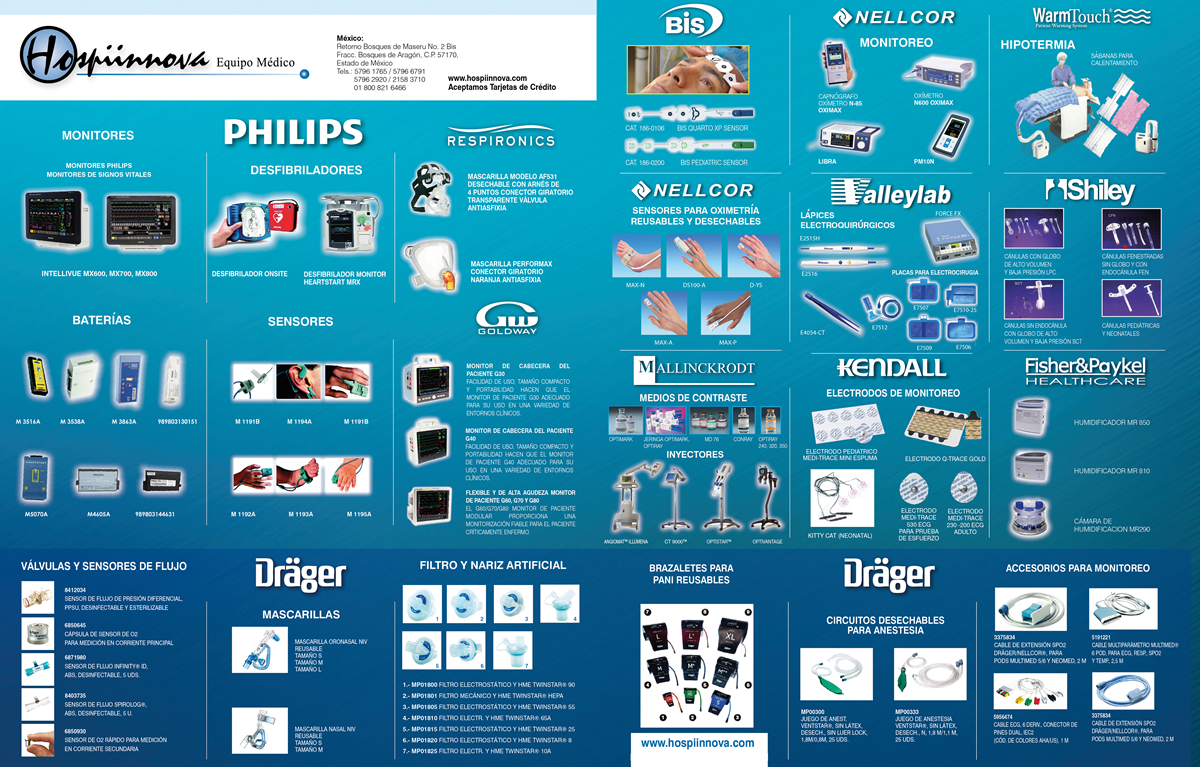 Hospiinnova Equipo Médico
México:
Retorno Bosques de Maseru No. 2 Bis
Fracc. Bosques de Aragón, C.P. 57170,
Estado de México
Tels.: 5796 1765 / 5796 6791
5796 2920 / 2158 3710
01 800 821 6466
www.hospiinnova.com
Aceptamos Tarjetas de Crédito
MONITORES
MONITORES PHILIPS
MONITORES DE SIGNOS VITALES
INTELLIVUE MX600, MX700, MX800
PHILIPS
DESFIBRILADORES
DESFIBRILADOR ONSITE
DESFIBRILADOR MONITOR
HEARTSTART MRX
RESPIRONICS
MASCARILLA MODELO AF531
DESECHABLE CON ARNÉS DE
4 PUNTOS CONECTOR GIRATORIO
TRANSPARENTE VÁLVULA
ANTIASFIXIA
MASCARILLA PERFORMAX
CONECTOR GIRATORIO
NARANJA ANTIASFIXIA
BATERÍAS
M 3516A
M 3538A
M 3863A
989803130151
M5070A
M4605A
989803144631
SENSORES
M 1191B
M 1194A
M 1191B
M 1192A
M 1193A
M 1195A
GW
GOLDWAY
MONITOR DE CABECERA DEL
PACIENTE G30
FACILIDAD DE USO, TAMAÑO COMPACTO
Y PORTABILIDAD HACEN QUE EL
MONITOR DE PACIENTE G30 ADECUADO
PARA SU USO EN UNA VARIEDAD DE
ENTORNOS CLÍNICOS.
MONITOR DE CABECERA DEL PACIENTE
G40
FACILIDAD DE USO, TAMAÑO COMPACTO Y
PORTABILIDAD HACEN QUE EL MONITOR
DE PACIENTE G40 ADECUADO PARA SU
USO EN UNA VARIEDAD DE ENTORNOS
CLÍNICOS.
FLEXIBLE Y DE ALTA AGUDEZA MONITOR
DE PACIENTE G60, G70 Y G80
EL G60/G70/G80 MONITOR DE PACIENTE
MODULAR PROPORCIONA UNA
MONITORIZACIÓN FIABLE PARA EL PACIENTE
CRÍTICAMENTE ENFERMO.
BIS
CAT. 186-0106 BIS QUARTO XP SENSOR
CAT. 186-0200 BIS PEDIATRIC SENSOR
NELLCOR
MONITOREO
CAPNÓGRAFO
OXÍMETRO N-85
OXIMAX
OXÍMETRO
N600 OXIMAX
LIBRA
PM10N
WarmTouch®
Patient Warming System
HIPOTERMIA
SÁBANAS PARA
CALENTAMIENTO
NELLCOR
SENSORES PARA OXIMETRÍA
REUSABLES Y DESECHABLES
MAX-N
DS100-A
D-YS
MAX-A
MAX-P
Valleylab
LÁPICES
ELECTROQUIRÚRGICOS
FORCE FX
E2515H
E2516
PLACAS PARA ELECTROCIRUGIA
E4054-CT
E7512
E7507
E7510-25
E7509
E7506
Shiley
CÁNULAS CON GLOBO
DE ALTO VOLUMEN
Y BAJA PRESIÓN LPC
CFN
CÁNULAS FENESTRADAS
SIN GLOBO Y CON
ENDOCÁNULA FEN
SCT
CÁNULAS SIN ENDOCÁNULA
CON GLOBO DE ALTO
VOLUMEN Y BAJA PRESIÓN SCT
CÁNULAS PEDIÁTRICAS
Y NEONATALES
M MALLINCKRODT
MEDIOS DE CONTRASTE
OPTIMARK
JERINGA OPTIMARK,
OPTIRAY
MD 76
CONRAY
OPTIRAY
240, 320, 350
INYECTORES
ANGIOMAT™ ILLUMENA
CT 9000™
OPTISTAR™
OPTIVANTAGE
KENDALL
ELECTRODOS DE MONITOREO
ELECTRODO PEDIATRICO
MEDI-TRACE MINI ESPUMA
ELECTRODO Q-TRACE GOLD
KITTY CAT (NEONATAL)
ELECTRODO
MEDI-TRACE
530 ECG
PARA PRUEBA
DE ESFUERZO
ELECTRODO
MEDI-TRACE
230 -200 ECG
ADULTO
Fisher&Paykel
HEALTHCARE
HUMIDIFICADOR MR 850
HUMIDIFICADOR MR 810
CÁMARA DE
HUMIDIFICACION MR290
VÁLVULAS Y SENSORES DE FLUJO
8412034
SENSOR DE FLUJO DE PRESIÓN DIFERENCIAL,
PPSU, DESINFECTABLE Y ESTERILIZABLE
6850645
CÁPSULA DE SENSOR DE O2
PARA MEDICIÓN EN CORRIENTE PRINCIPAL
6871980
SENSOR DE FLUJO INFINITY® ID,
ABS, DESINFECTABLE, 5 UDS.
8403735
SENSOR DE FLUJO SPIROLOG®,
ABS, DESINFECTABLE, 5 U.
6850930
SENSOR DE O2 RÁPIDO PARA MEDICIÓN
EN CORRIENTE SECUNDARIA
Dräger
MASCARILLAS
MASCARILLA ORONASAL NIV
REUSABLE
TAMAÑO S
TAMAÑO M
TAMAÑO L
MASCARILLA NASAL NIV
REUSABLE
TAMAÑO S
TAMAÑO M
FILTRO Y NARIZ ARTIFICIAL
1 2 3 4
5 6 7
1.- MP01800 FILTRO ELECTROSTÁTICO Y HME TWINSTAR® 90
2.- MP01801 FILTRO MECÁNICO Y HME TWINSTAR® HEPA
3.- MP01805 FILTRO ELECTROSTÁTICO Y HME TWINSTAR® 55
4.- MP01810 FILTRO ELECTR. Y HME TWINSTAR® 65A
5.- MP01815 FILTRO ELECTROSTÁTICO Y HME TWINSTAR® 25
6.- MP01820 FILTRO ELECTROSTÁTICO Y HME TWINSTAR® 8
7.- MP01825 FILTRO ELECTR. Y HME TWINSTAR® 10A
BRAZALETES PARA
PANI REUSABLES
7 8 9
L L+ XL
M M+
4 5 6
1 2 3
www.hospiinnova.com
Dräger
CIRCUITOS DESECHABLES
PARA ANESTESIA
MP00300
JUEGO DE ANEST.
VENTSTAR®, SIN LÁTEX,
DESECH., SIN LUER LOCK,
1,8M/0,8M, 25 UDS.
MP00333
JUEGO DE ANESTESIA
VENTSTAR®, SIN LÁTEX,
DESECH., N, 1,8 M/1,1 M,
25 UDS.
ACCESORIOS PARA MONITOREO
3375834
CABLE DE EXTENSIÓN SPO2
DRÄGER/NELLCOR®, PARA
PODS MULTIMED 5/6 Y NEOMED, 2 M
5191221
CABLE MULTIPARÁMETRO MULTIMED®
6 POD, PARA ECG, RESP., SPO2
Y TEMP., 2,5 M
5956474
CABLE ECG, 6 DERIV., CONECTOR DE
PINES DUAL, IEC2
(CÓD. DE COLORES AHA/US), 1 M
3375834
CABLE DE EXTENSIÓN SPO2
DRÄGER/NELLCOR®, PARA
PODS MULTIMED 5/6 Y NEOMED, 2 M